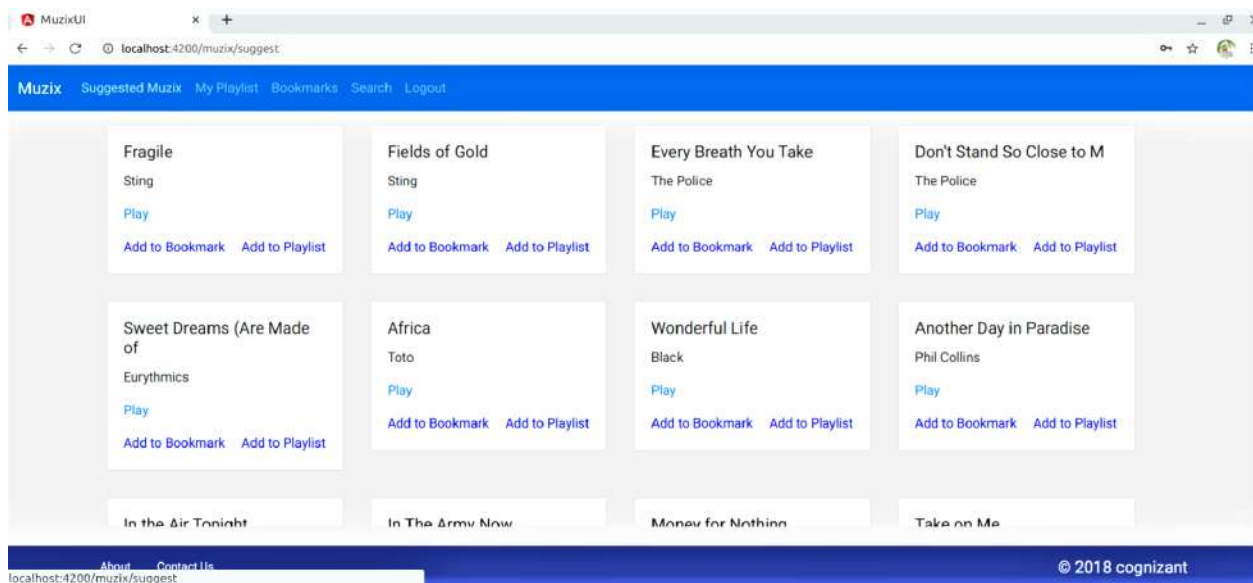 MuzixUI
localhost:4200/muzix/suggest
Muzix Suggested Muzix My Playlist Bookmarks Search Logout
Fragile
Sting
Play
Add to Bookmark Add to Playlist
Fields of Gold
Sting
Play
Add to Bookmark Add to Playlist
Every Breath You Take
The Police
Play
Add to Bookmark Add to Playlist
Don't Stand So Close to M
The Police
Play
Add to Bookmark Add to Playlist
Sweet Dreams (Are Made
of
Eurythmics
Play
Add to Bookmark Add to Playlist
Africa
Toto
Play
Add to Bookmark Add to Playlist
Wonderful Life
Black
Play
Add to Bookmark Add to Playlist
Another Day in Paradise
Phil Collins
Play
Add to Bookmark Add to Playlist
In the Air Tonight
In The Army Now
Money for Nothing
Take on Me
About Contact Us
© 2018 cognizant
localhost:4200/muzix/suggest